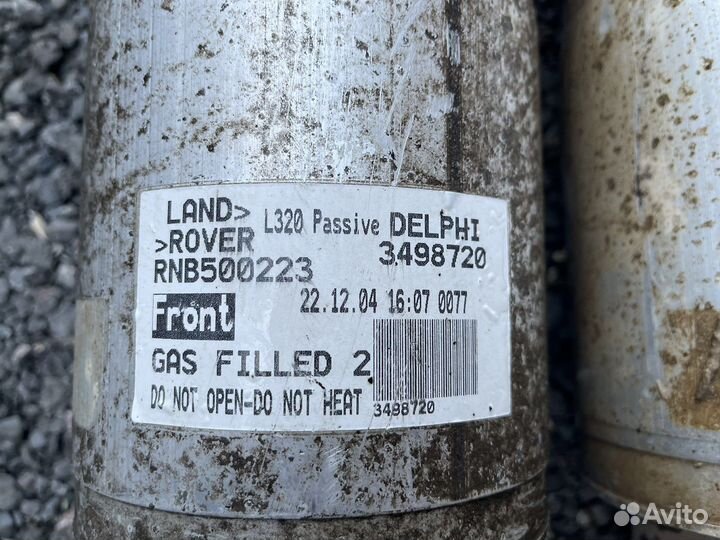 LAND> L320 Passive DELPHI
>ROVER 3498720
RNB500223
Front 22.12.04 16:07 0077
GAS FILLED 2
DO NOT OPEN-DO NOT HEAT 3498720
Avito